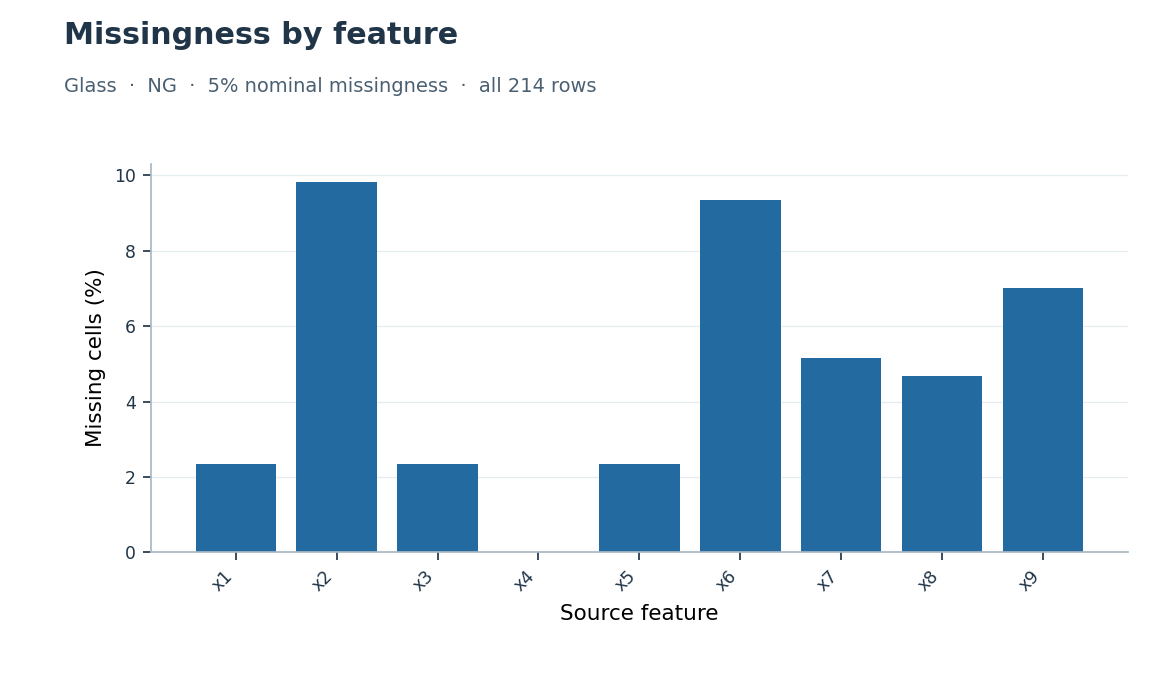 Missingness by feature
Glass · NG · 5% nominal missingness · all 214 rows
10
8
6
4
2
0
Missing cells (%)
x1 x2 x3 x4 x5 x6 x7 x8 x9
Source feature